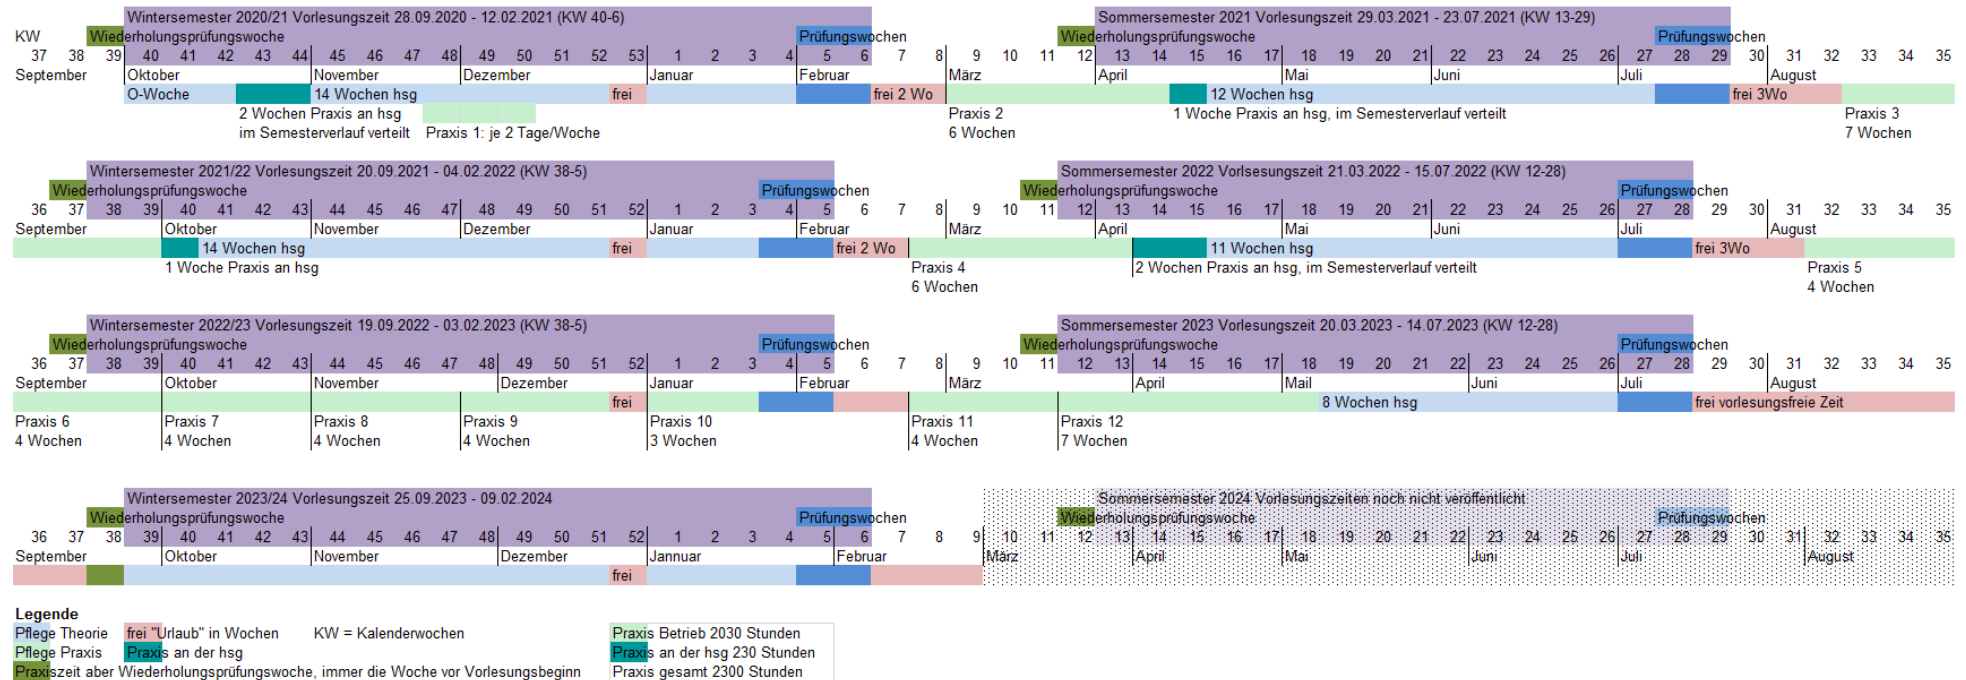 Wintersemester 2020/21 Vorlesungszeit 28.09.2020 - 12.02.2021 (KW 40-6) Sommersemester 2021 Vorlesungszeit 29.03.2021 - 23.07.2021 (KW 13-29)
KW Wiederholungsprüfungswoche Prüfungswochen Wiederholungsprüfungswoche Prüfungswochen
37 38 39 40 41 42 43 44 45 46 47 48 49 50 51 52 53 1 2 3 4 5 6 7 8 9 10 11 12 13 14 15 16 17 18 19 20 21 22 23 24 25 26 27 28 29 30 31 32 33 34 35
September Oktober November Dezember Januar Februar März April Mai Juni Juli August
O-Woche 14 Wochen hsg frei frei 2 Wo 12 Wochen hsg frei 3Wo
2 Wochen Praxis an hsg Praxis 2 1 Woche Praxis an hsg, im Semesterverlauf verteilt Praxis 3
im Semesterverlauf verteilt Praxis 1: je 2 Tage/Woche 6 Wochen 7 Wochen
Wintersemester 2021/22 Vorlesungszeit 20.09.2021 - 04.02.2022 (KW 38-5) Sommersemester 2022 Vorlsesungszeit 21.03.2022 - 15.07.2022 (KW 12-28)
Wiederholungsprüfungswoche Prüfungswochen Wiederholungsprüfungswoche Prüfungswochen
36 37 38 39 40 41 42 43 44 45 46 47 48 49 50 51 52 1 2 3 4 5 6 7 8 9 10 11 12 13 14 15 16 17 18 19 20 21 22 23 24 25 26 27 28 29 30 31 32 33 34 35
September Oktober November Dezember Januar Februar März April Mai Juni Juli August
14 Wochen hsg frei frei 2 Wo 11 Wochen hsg frei 3Wo
1 Woche Praxis an hsg Praxis 4 2 Wochen Praxis an hsg, im Semesterverlauf verteilt Praxis 5
6 Wochen 4 Wochen
Wintersemester 2022/23 Vorlesungszeit 19.09.2022 - 03.02.2023 (KW 38-5) Sommersemester 2023 Vorlesungszeit 20.03.2023 - 14.07.2023 (KW 12-28)
Wiederholungsprüfungswoche Prüfungswochen Wiederholungsprüfungswoche Prüfungswochen
36 37 38 39 40 41 42 43 44 45 46 47 48 49 50 51 52 1 2 3 4 5 6 7 8 9 10 11 12 13 14 15 16 17 18 19 20 21 22 23 24 25 26 27 28 29 30 31 32 33 34 35
September Oktober November Dezember Januar Februar März April Mail Juni Juli August
frei 8 Wochen hsg frei vorlesungsfreie Zeit
Praxis 6 Praxis 7 Praxis 8 Praxis 9 Praxis 10 Praxis 11 Praxis 12
4 Wochen 4 Wochen 4 Wochen 4 Wochen 3 Wochen 4 Wochen 7 Wochen
Wintersemester 2023/24 Vorlesungszeit 25.09.2023 - 09.02.2024 Sommersemester 2024 Vorlesungszeiten noch nicht veröffentlicht
Wiederholungsprüfungswoche Prüfungswochen Wiederholungsprüfungswoche Prüfungswochen
36 37 38 39 40 41 42 43 44 45 46 47 48 49 50 51 52 1 2 3 4 5 6 7 8 9 10 11 12 13 14 15 16 17 18 19 20 21 22 23 24 25 26 27 28 29 30 31 32 33 34 35
September Oktober November Dezember Jannuar Februar März April Mai Juni Juli August
frei
Legende
Pflege Theorie frei "Urlaub" in Wochen KW = Kalenderwochen Praxis Betrieb 2030 Stunden
Pflege Praxis Praxis an der hsg Praxis an der hsg 230 Stunden
Praxiszeit aber Wiederholungsprüfungswoche, immer die Woche vor Vorlesungsbeginn Praxis gesamt 2300 Stunden